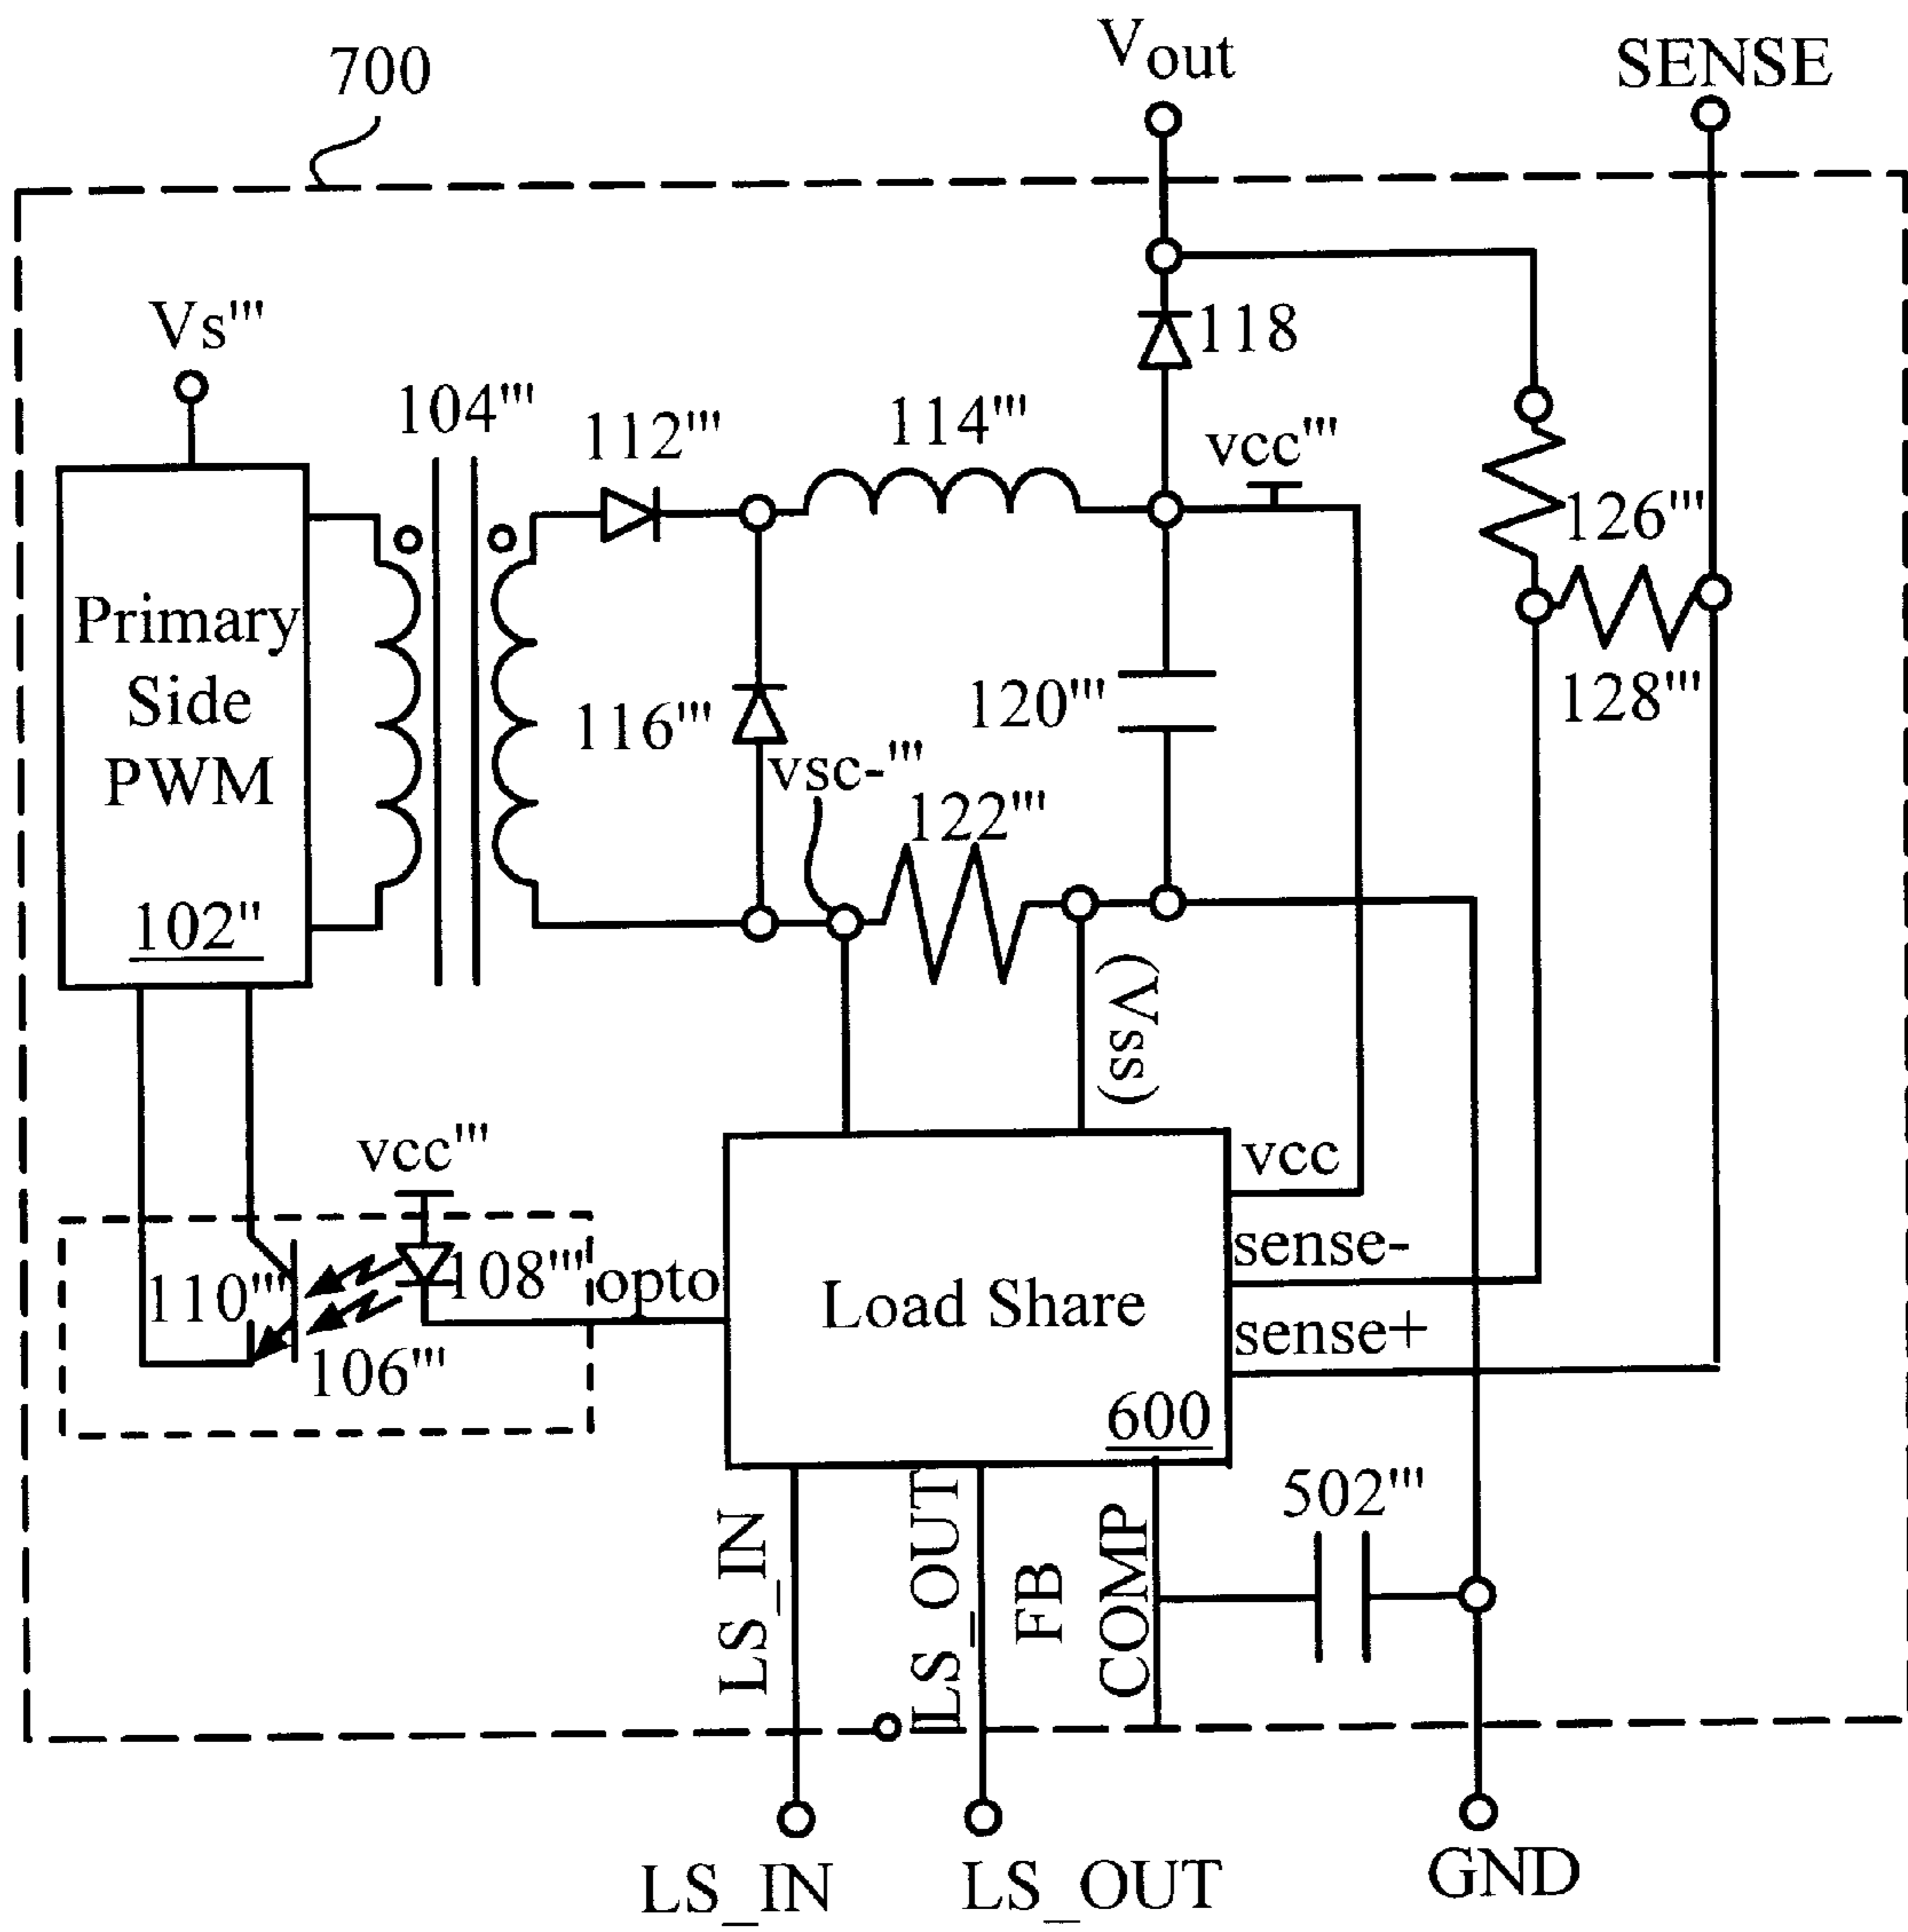 700
Vout
SENSE
Vs'''
104'''
112'''
114'''
118
vcc'''
126'''
128'''
Primary
Side
PWM
102"
116'''
vsc-'''
120'''
122'''
(Vss)
vcc'''
108'''
110'''
106'''
opto
Load Share
600
vcc
sense-
sense+
LS_IN
LS_OUT
FB
COMP
502'''
LS_IN
LS_OUT
GND